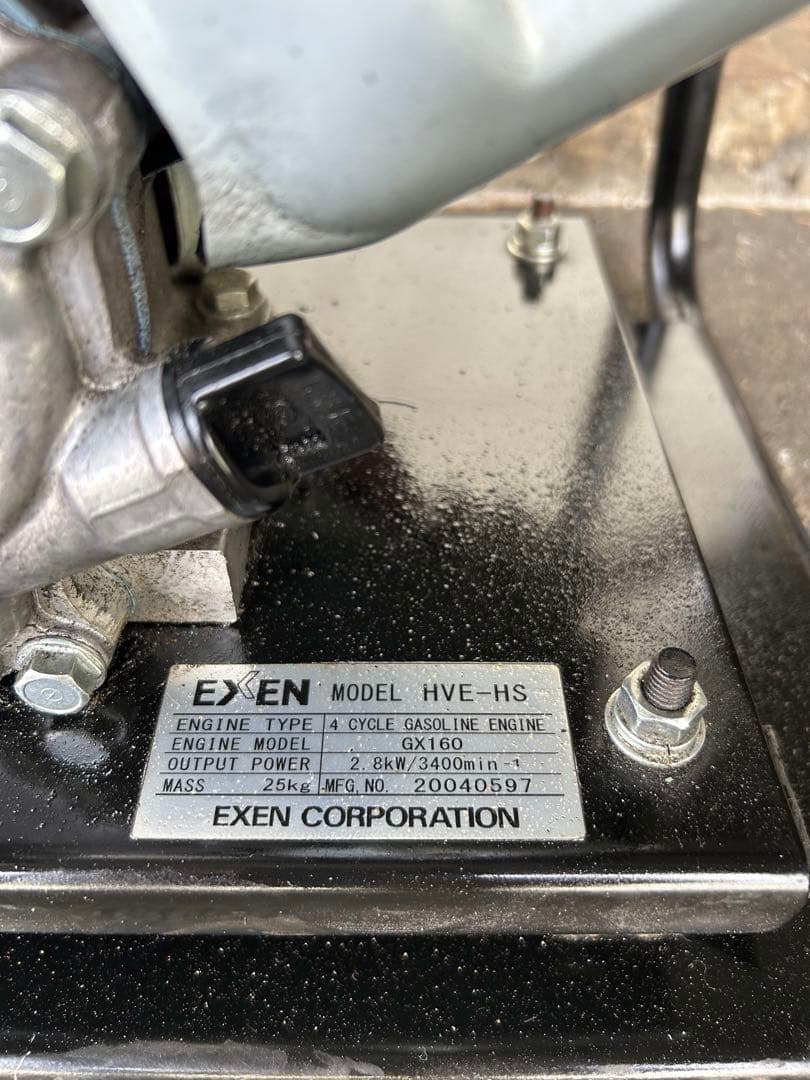 EXEN MODEL HVE-HS
ENGINE TYPE 4 CYCLE GASOLINE ENGINE
ENGINE MODEL GX160
OUTPUT POWER 2.8kW/3400min⁻¹
MASS 25kg MFG.NO. 20040597
EXEN CORPORATION